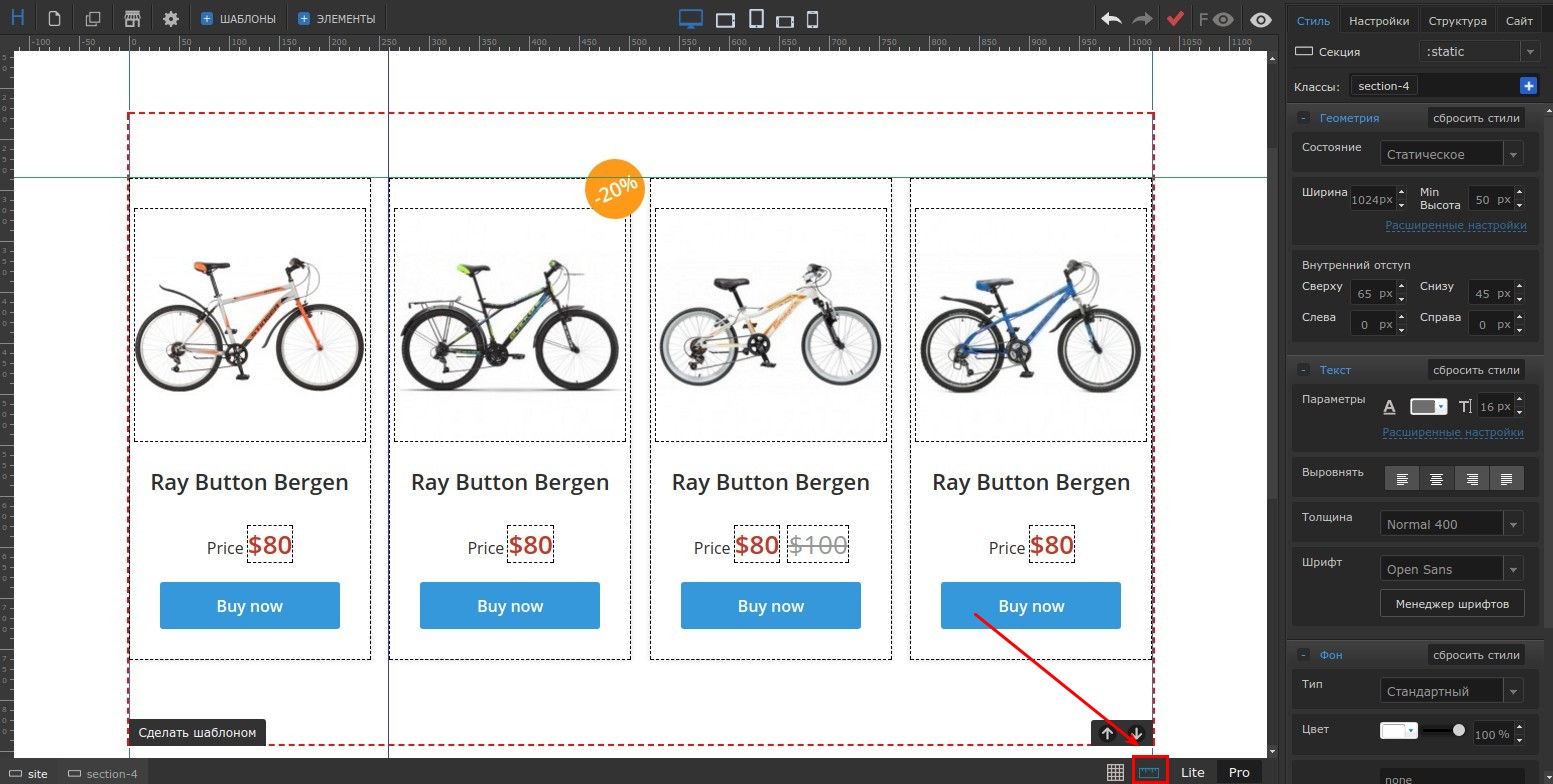 H ШАБЛОНЫ ЭЛЕМЕНТЫ F
Стиль Настройки Структура Сайт
-100 -50 0 50 100 150 200 250 300 350 400 450 500 550 600 650 700 750 800 850 900 950 1000 1050 1100
Секция :static
Классы: section-4 +
- Геометрия сбросить стили
Состояние Статическое
Ширина 1024px Min Высота 50 px
Расширенные настройки
Внутренний отступ
Сверху 65 px Снизу 45 px
Слева 0 px Справа 0 px
- Текст сбросить стили
Параметры A T 16 px
Расширенные настройки
Выровнять
Толщина Normal 400
Шрифт Open Sans
Менеджер шрифтов
- Фон сбросить стили
Тип Стандартный
Цвет 100 %
none
-20%
Ray Button Bergen Ray Button Bergen Ray Button Bergen Ray Button Bergen
Price $80 Price $80 Price $80 $100 Price $80
Buy now Buy now Buy now Buy now
Сделать шаблоном
site section-4 Lite Pro